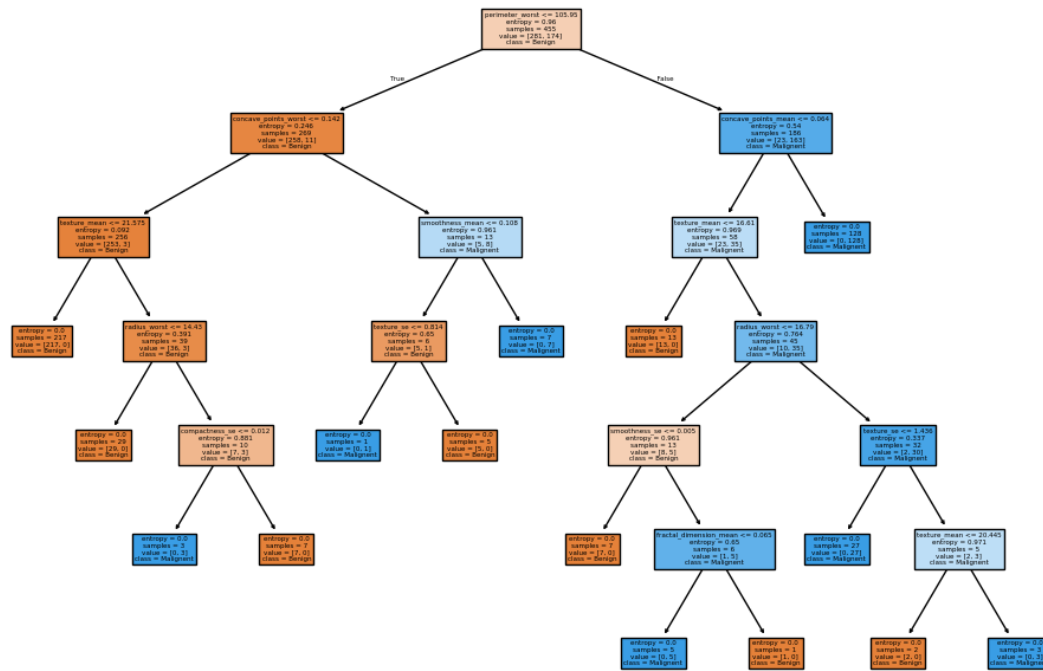 perimeter_worst <= 105.95
entropy = 0.96
samples = 455
value = [281, 174]
class = Benign
True
False
concave_points_worst <= 0.142
entropy = 0.246
samples = 269
value = [258, 11]
class = Benign
concave_points_mean <= 0.064
entropy = 0.54
samples = 186
value = [23, 163]
class = Malignent
texture_mean <= 21.575
entropy = 0.092
samples = 256
value = [253, 3]
class = Benign
smoothness_mean <= 0.108
entropy = 0.961
samples = 13
value = [5, 8]
class = Malignent
texture_mean <= 16.61
entropy = 0.969
samples = 58
value = [23, 35]
class = Malignent
entropy = 0.0
samples = 128
value = [0, 128]
class = Malignent
entropy = 0.0
samples = 217
value = [217, 0]
class = Benign
radius_worst <= 14.43
entropy = 0.391
samples = 39
value = [36, 3]
class = Benign
texture_se <= 0.814
entropy = 0.65
samples = 6
value = [5, 1]
class = Benign
entropy = 0.0
samples = 7
value = [0, 7]
class = Malignent
entropy = 0.0
samples = 13
value = [13, 0]
class = Benign
radius_worst <= 16.79
entropy = 0.764
samples = 45
value = [10, 35]
class = Malignent
entropy = 0.0
samples = 29
value = [29, 0]
class = Benign
compactness_se <= 0.012
entropy = 0.881
samples = 10
value = [7, 3]
class = Benign
entropy = 0.0
samples = 1
value = [0, 1]
class = Malignent
entropy = 0.0
samples = 5
value = [5, 0]
class = Benign
smoothness_se <= 0.005
entropy = 0.961
samples = 13
value = [8, 5]
class = Benign
texture_se <= 1.436
entropy = 0.337
samples = 32
value = [2, 30]
class = Malignent
entropy = 0.0
samples = 3
value = [0, 3]
class = Malignent
entropy = 0.0
samples = 7
value = [7, 0]
class = Benign
entropy = 0.0
samples = 7
value = [7, 0]
class = Benign
fractal_dimension_mean <= 0.065
entropy = 0.65
samples = 6
value = [1, 5]
class = Malignent
entropy = 0.0
samples = 27
value = [0, 27]
class = Malignent
texture_mean <= 20.445
entropy = 0.971
samples = 5
value = [2, 3]
class = Malignent
entropy = 0.0
samples = 5
value = [0, 5]
class = Malignent
entropy = 0.0
samples = 1
value = [1, 0]
class = Benign
entropy = 0.0
samples = 2
value = [2, 0]
class = Benign
entropy = 0.0
samples = 3
value = [0, 3]
class = Malignent